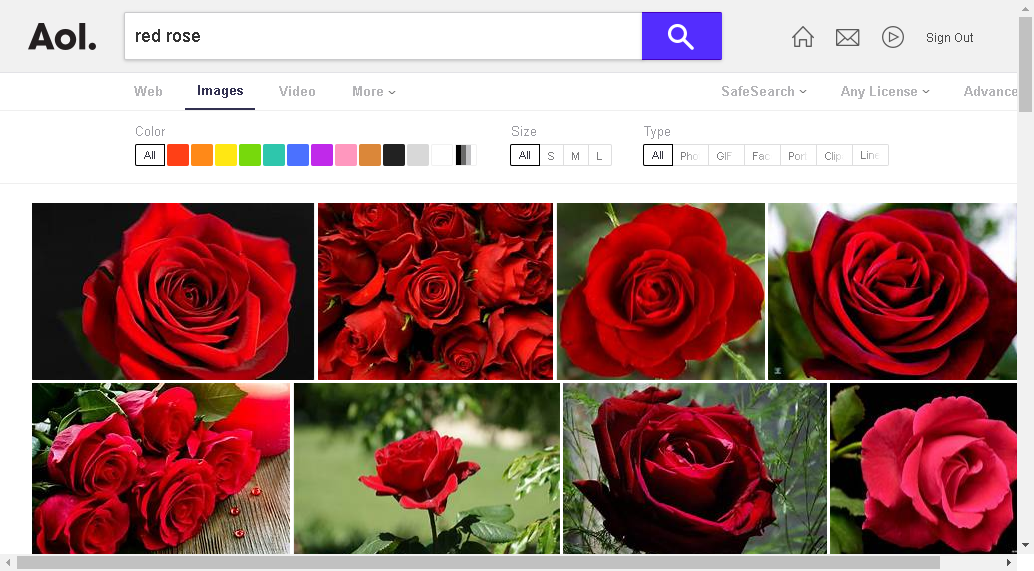 Aol.
red rose
Sign Out
Web
Images
Video
More
SafeSearch
Any License
Advance
Color
Size
Type
All
All
S
M
L
All
Pho
GIF
Fac
Por
Clip
Line